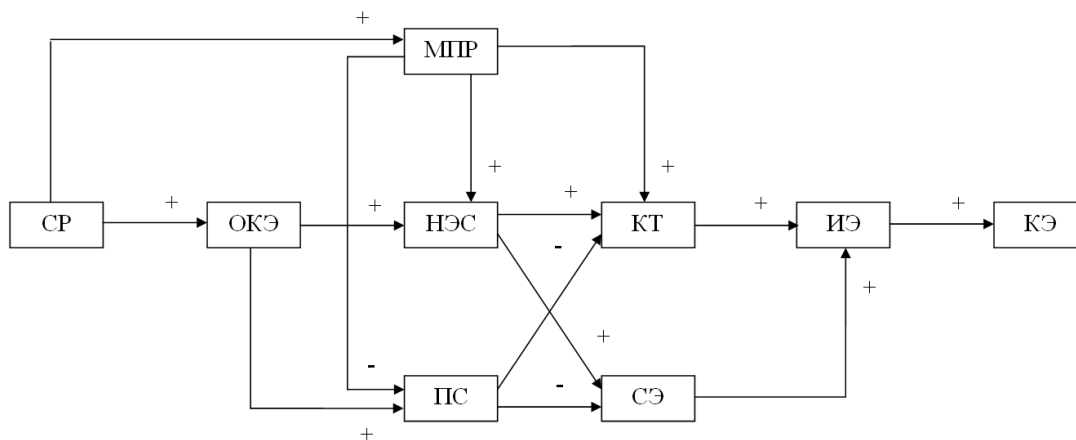 +
МПР
+
+
СР
+
ОКЭ
+
НЭС
+
КТ
+
ИЭ
+
КЭ
-
+
+
-
-
ПС
СЭ
+